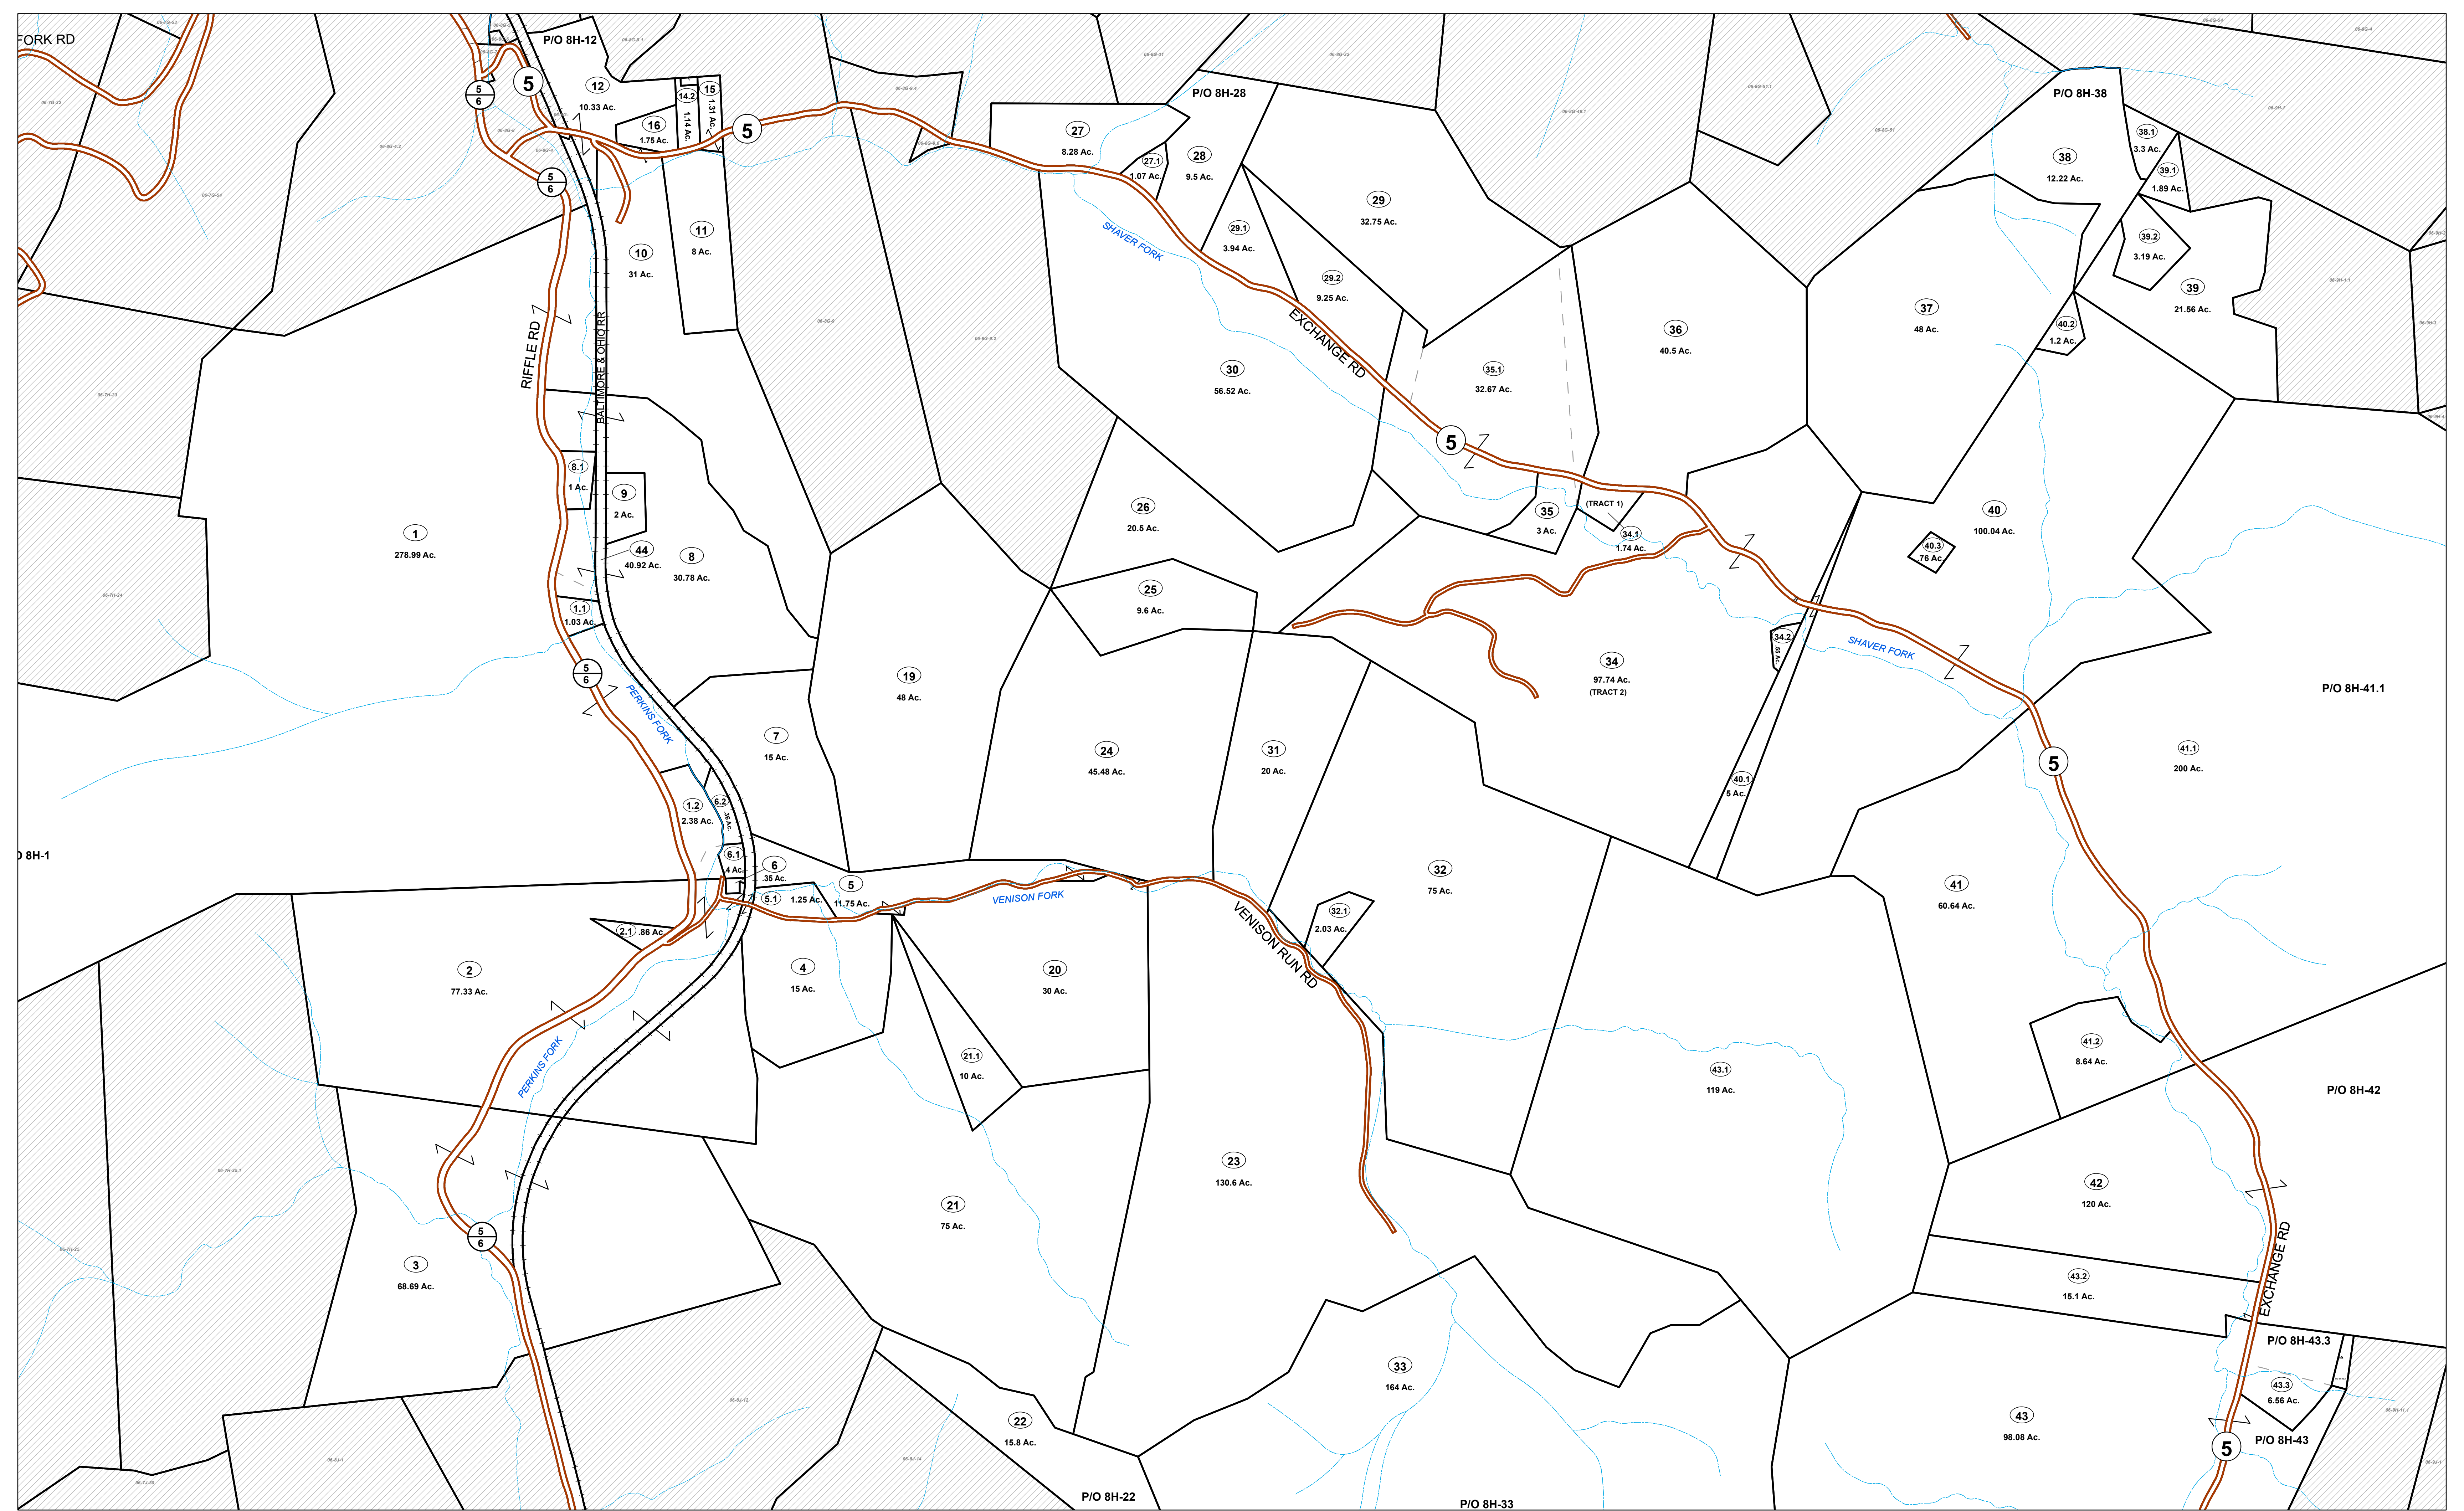 FORK RD
P/O 8H-12
12
10.33 Ac.
5
5
6
14.2
1.14 Ac.
15
1.31 Ac.
16
1.75 Ac.
5
5
6
P/O 8H-28
27
8.28 Ac.
27.1
1.07 Ac.
28
9.5 Ac.
P/O 8H-38
38
12.22 Ac.
38.1
3.3 Ac.
39.1
1.89 Ac.
39.2
3.19 Ac.
39
21.56 Ac.
11
8 Ac.
10
31 Ac.
SHAVER FORK
29.1
3.94 Ac.
29
32.75 Ac.
29.2
9.25 Ac.
EXCHANGE RD
36
40.5 Ac.
37
48 Ac.
40.2
1.2 Ac.
RIFFLE RD
BALTIMORE & OHIO RR
30
56.52 Ac.
35.1
32.67 Ac.
5
8.1
1 Ac.
9
2 Ac.
1
278.99 Ac.
44
40.92 Ac.
8
30.78 Ac.
26
20.5 Ac.
35
3 Ac.
(TRACT 1)
34.1
1.74 Ac.
40
100.04 Ac.
40.3
.76 Ac.
1.1
1.03 Ac.
25
9.6 Ac.
34.2
.55 Ac.
SHAVER FORK
5
6
PERKINS FORK
19
48 Ac.
34
97.74 Ac.
(TRACT 2)
P/O 8H-41.1
7
15 Ac.
24
45.48 Ac.
31
20 Ac.
40.1
5 Ac.
5
41.1
200 Ac.
1.2
2.38 Ac.
6.2
.36 Ac.
6.1
.4 Ac.
6
.35 Ac.
O 8H-1
5
11.75 Ac.
5.1
1.25 Ac.
VENISON FORK
32
75 Ac.
32.1
2.03 Ac.
VENISON RUN RD
41
60.64 Ac.
2.1
.86 Ac.
2
77.33 Ac.
4
15 Ac.
20
30 Ac.
21.1
10 Ac.
PERKINS FORK
43.1
119 Ac.
41.2
8.64 Ac.
P/O 8H-42
23
130.6 Ac.
21
75 Ac.
42
120 Ac.
5
6
3
68.69 Ac.
43.2
15.1 Ac.
EXCHANGE RD
P/O 8H-43.3
43.3
6.56 Ac.
33
164 Ac.
22
15.8 Ac.
43
98.08 Ac.
P/O 8H-43
5
P/O 8H-22
P/O 8H-33